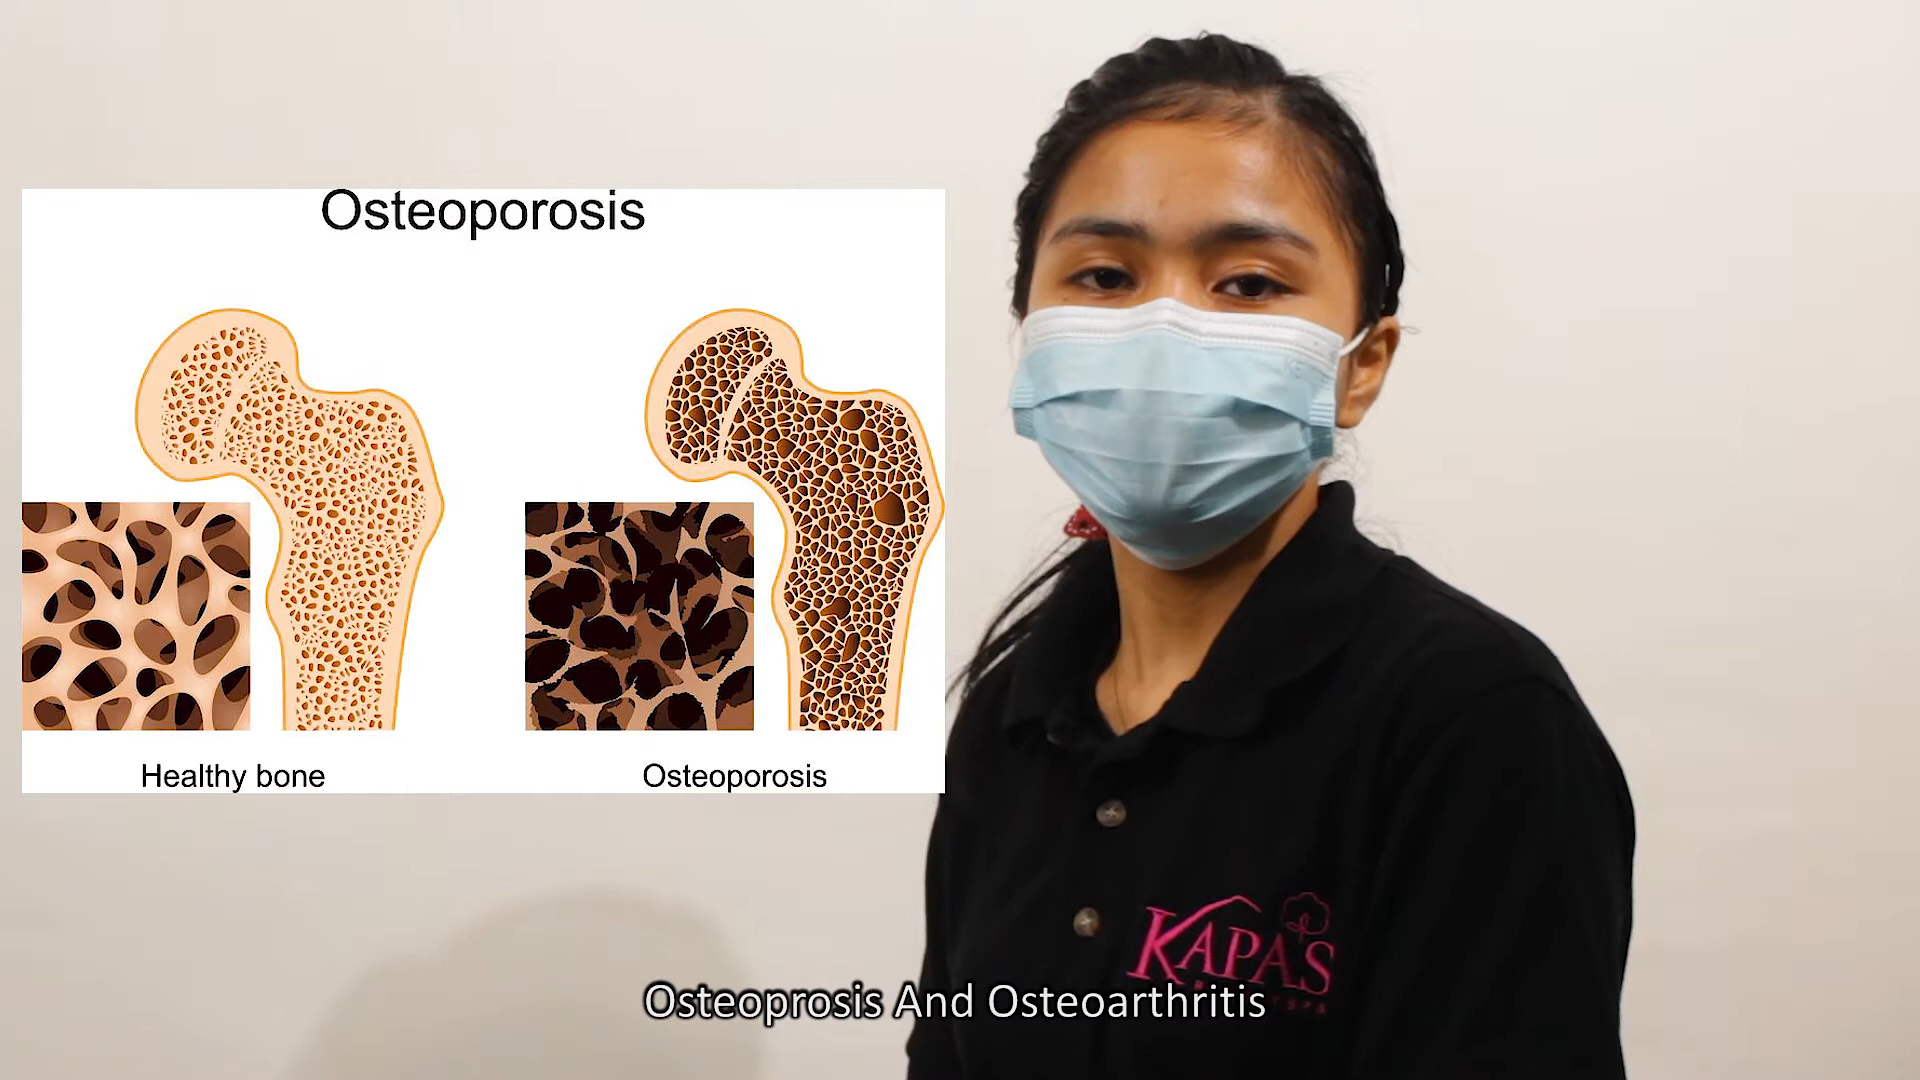 Osteoporosis
Healthy bone
Osteoporosis
KAPAS
Osteoprosis And Osteoarthritis